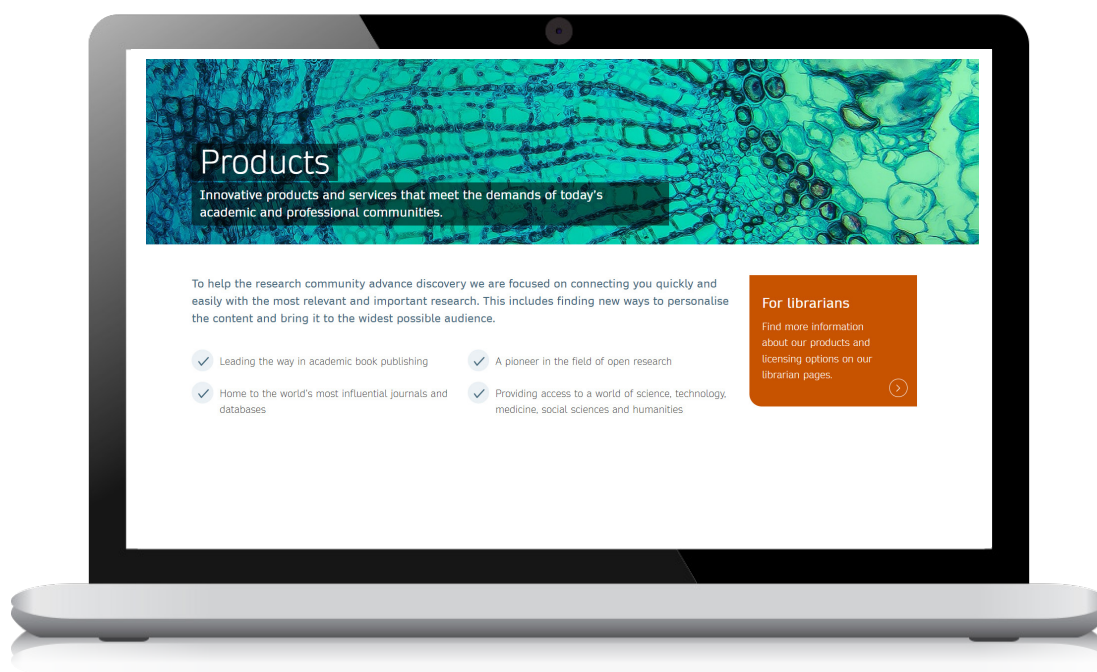 Products
Innovative products and services that meet the demands of today's
academic and professional communities.
To help the research community advance discovery we are focused on connecting you quickly and
easily with the most relevant and important research. This includes finding new ways to personalise
the content and bring it to the widest possible audience.
Leading the way in academic book publishing
A pioneer in the field of open research
Home to the world's most influential journals and
databases
Providing access to a world of science, technology,
medicine, social sciences and humanities
For librarians
Find more information
about our products and
licensing options on our
librarian pages.